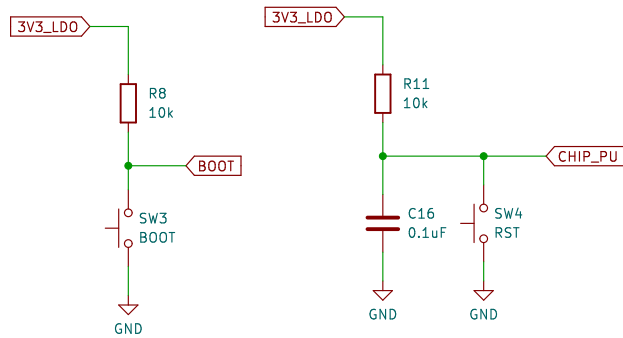 3V3_LDO
R8
10k
BOOT
SW3
BOOT
GND
3V3_LDO
R11
10k
CHIP_PU
C16
0.1uF
SW4
RST
GND
GND